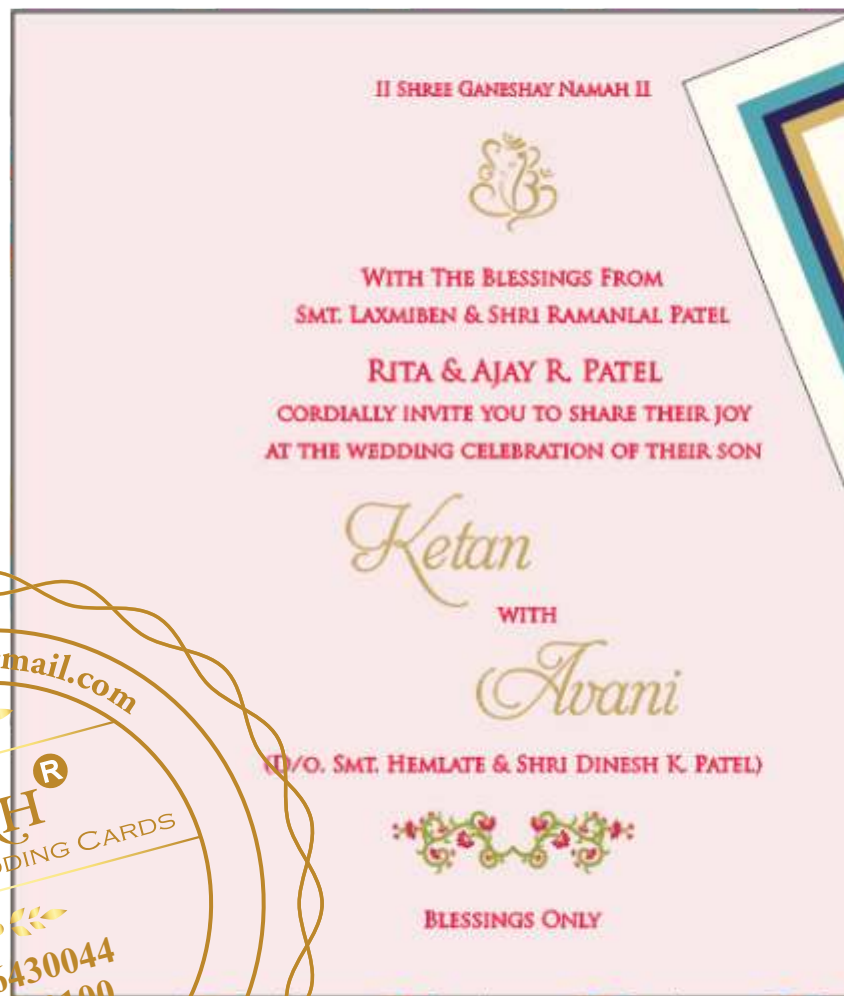 II SHREE GANESHAY NAMAH II
WITH THE BLESSINGS FROM
SMT. LAXMIBEN & SHRI RAMANLAL PATEL
RITA & AJAY R. PATEL
CORDIALLY INVITE YOU TO SHARE THEIR JOY
AT THE WEDDING CELEBRATION OF THEIR SON
Ketan
WITH
Avani
(D/O. SMT. HEMLATE & SHRI DINESH K. PATEL)
BLESSINGS ONLY
mail.com
®
CARDS